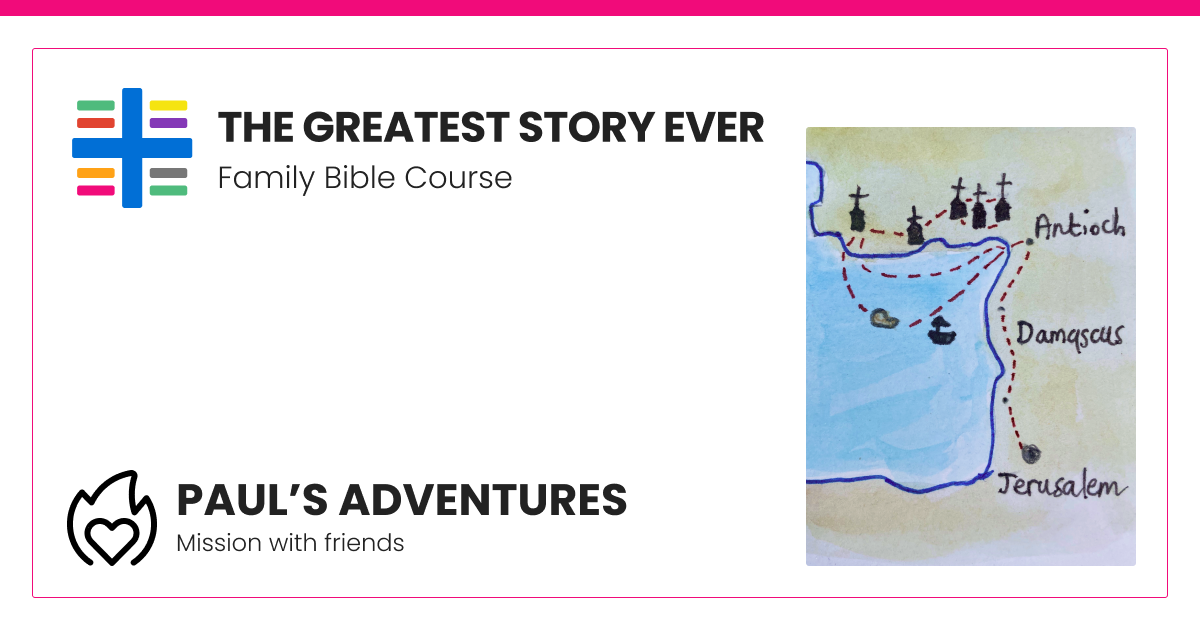 THE GREATEST STORY EVER
Family Bible Course
Antioch
Damascus
Jerusalem
PAUL’S ADVENTURES
Mission with friends